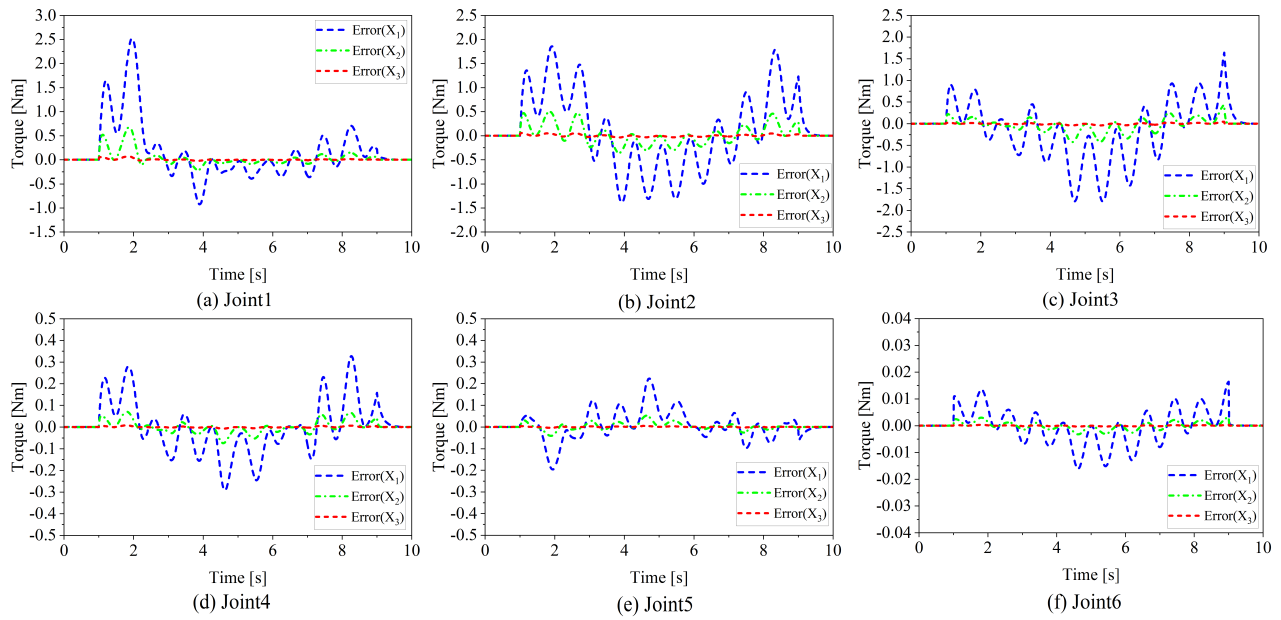 3.0
2.5
2.0
1.5
1.0
0.5
0.0
-0.5
-1.0
-1.5
Torque [Nm]
0 2 4 6 8 10
Time [s]
Error(X1)
Error(X2)
Error(X3)
(a) Joint1
2.5
2.0
1.5
1.0
0.5
0.0
-0.5
-1.0
-1.5
-2.0
Torque [Nm]
0 2 4 6 8 10
Time [s]
Error(X1)
Error(X2)
Error(X3)
(b) Joint2
2.5
2.0
1.5
1.0
0.5
0.0
-0.5
-1.0
-1.5
-2.0
-2.5
Torque [Nm]
0 2 4 6 8 10
Time [s]
Error(X1)
Error(X2)
Error(X3)
(c) Joint3
0.5
0.4
0.3
0.2
0.1
0.0
-0.1
-0.2
-0.3
-0.4
-0.5
Torque [Nm]
0 2 4 6 8 10
Time [s]
Error(X1)
Error(X2)
Error(X3)
(d) Joint4
0.5
0.4
0.3
0.2
0.1
0.0
-0.1
-0.2
-0.3
-0.4
-0.5
Torque [Nm]
0 2 4 6 8 10
Time [s]
Error(X1)
Error(X2)
Error(X3)
(e) Joint5
0.04
0.03
0.02
0.01
0.000
-0.01
-0.02
-0.03
-0.04
Torque [Nm]
0 2 4 6 8 10
Time [s]
Error(X1)
Error(X2)
Error(X3)
(f) Joint6